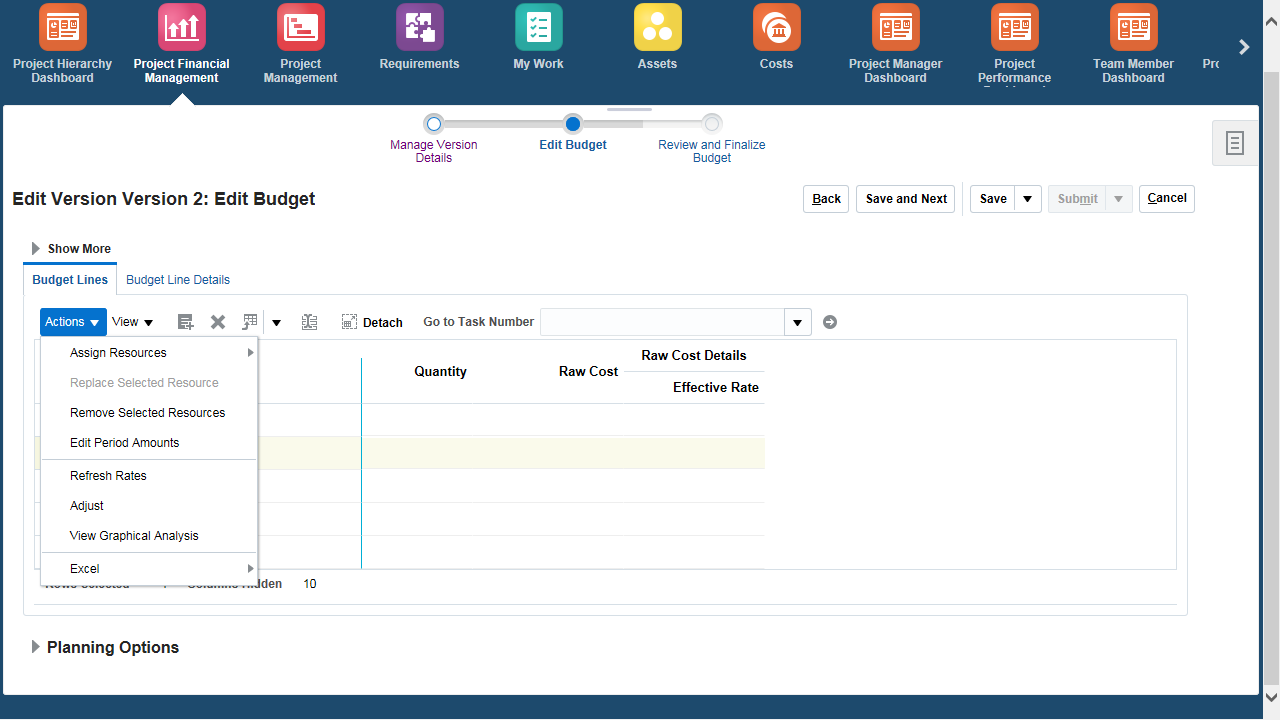 Project Hierarchy
Dashboard
Project Financial
Management
Project
Management
Requirements
My Work
Assets
Costs
Project Manager
Dashboard
Project
Performance
Team Member
Dashboard
Manage Version
Details
Edit Budget
Review and Finalize
Budget
Edit Version Version 2: Edit Budget
Back
Save and Next
Save
Submit
Cancel
Show More
Budget Lines
Budget Line Details
Actions
View
Detach
Go to Task Number
Assign Resources
Replace Selected Resource
Remove Selected Resources
Edit Period Amounts
Refresh Rates
Adjust
View Graphical Analysis
Excel
Quantity
Raw Cost
Raw Cost Details
Effective Rate
Rows Selected
Columns Hidden
10
Planning Options